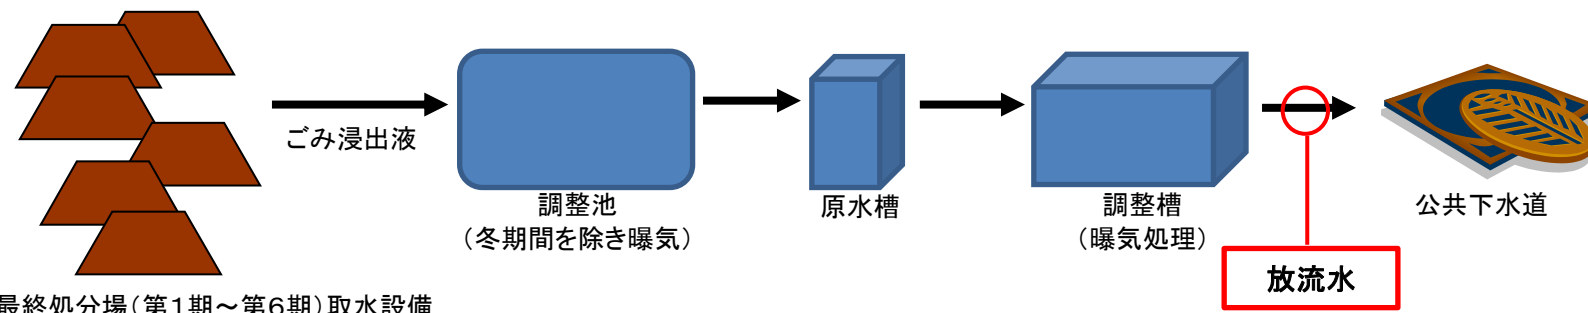 ごみ浸出液
調整池
(冬期間を除き曝気)
原水槽
調整槽
(曝気処理)
公共下水道
放流水
最終処分場(第1期~第6期)取水設備